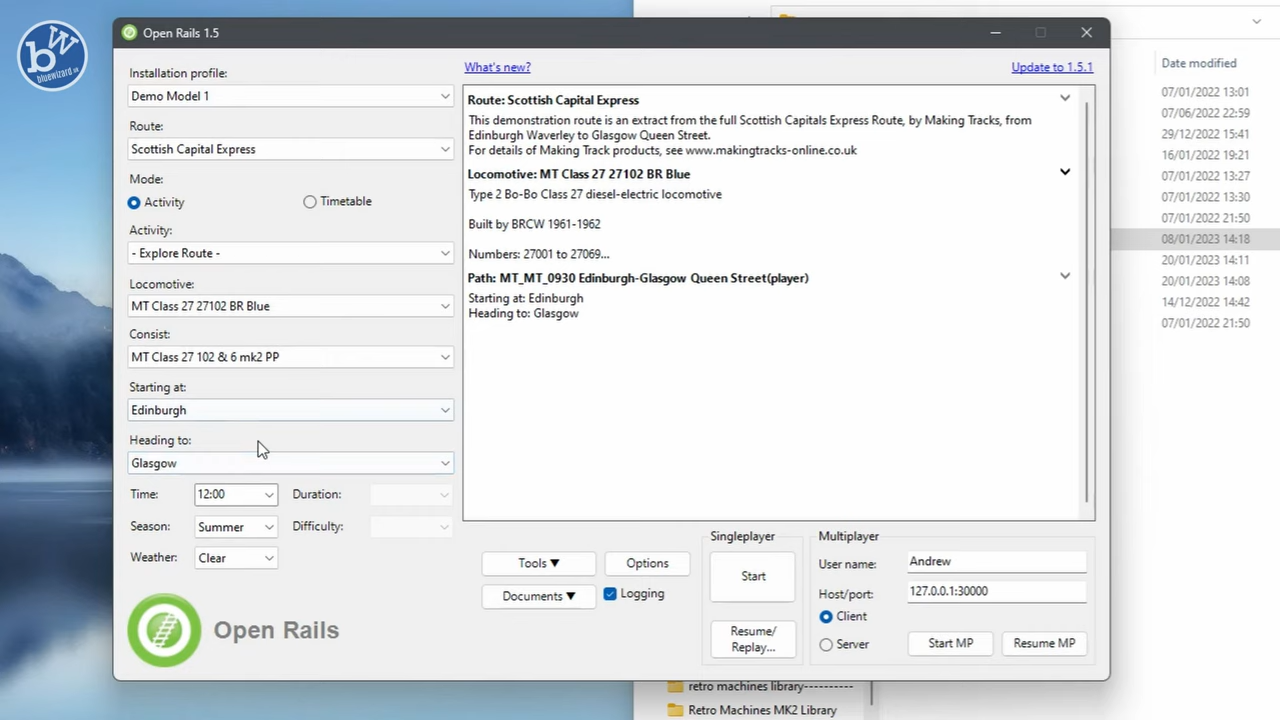 bw
bluewizard.uk
Open Rails 1.5
Installation profile:
Demo Model 1
Route:
Scottish Capital Express
Mode:
Activity
Timetable
Activity:
- Explore Route -
Locomotive:
MT Class 27 27102 BR Blue
Consist:
MT Class 27 102 & 6 mk2 PP
Starting at:
Edinburgh
Heading to:
Glasgow
Time:
12:00
Duration:
Season:
Summer
Difficulty:
Weather:
Clear
Open Rails
What's new?
Update to 1.5.1
Route: Scottish Capital Express
This demonstration route is an extract from the full Scottish Capitals Express Route, by Making Tracks, from
Edinburgh Waverley to Glasgow Queen Street.
For details of Making Track products, see www.makingtracks-online.co.uk
Locomotive: MT Class 27 27102 BR Blue
Type 2 Bo-Bo Class 27 diesel-electric locomotive
Built by BRCW 1961-1962
Numbers: 27001 to 27069...
Path: MT_MT_0930 Edinburgh-Glasgow Queen Street(player)
Starting at: Edinburgh
Heading to: Glasgow
Tools ▼
Options
Documents ▼
Logging
Singleplayer
Start
Resume/
Replay...
Multiplayer
User name:
Andrew
Host/port:
127.0.0.1:30000
Client
Server
Start MP
Resume MP
Date modified
07/01/2022 13:01
07/06/2022 22:59
29/12/2022 15:41
16/01/2022 19:21
07/01/2022 13:27
07/01/2022 13:30
07/01/2022 21:50
08/01/2023 14:18
20/01/2023 14:11
20/01/2023 14:08
14/12/2022 14:42
07/01/2022 21:50
retro machines library----------
Retro Machines MK2 Library